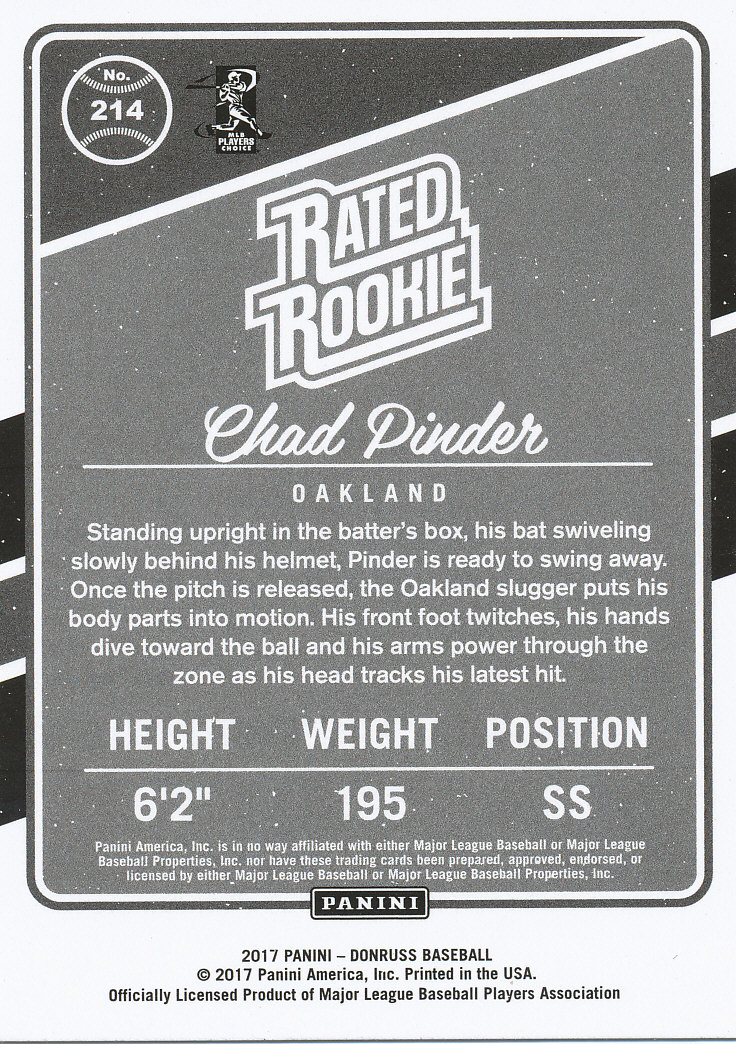 No.
214
MLB
PLAYERS
CHOICE
RATED
ROOKIE
Chad Pinder
OAKLAND
Standing upright in the batter's box, his bat swiveling
slowly behind his helmet, Pinder is ready to swing away.
Once the pitch is released, the Oakland slugger puts his
body parts into motion. His front foot twitches, his hands
dive toward the ball and his arms power through the
zone as his head tracks his latest hit.
HEIGHT WEIGHT POSITION
6'2" 195 SS
Panini America, Inc. is in no way affiliated with either Major League Baseball or Major League
Baseball Properties, Inc. nor have these trading cards been prepared, approved, endorsed, or
licensed by either Major League Baseball or Major League Baseball Properties, Inc.
PANINI
2017 PANINI – DONRUSS BASEBALL
© 2017 Panini America, Inc. Printed in the USA.
Officially Licensed Product of Major League Baseball Players Association